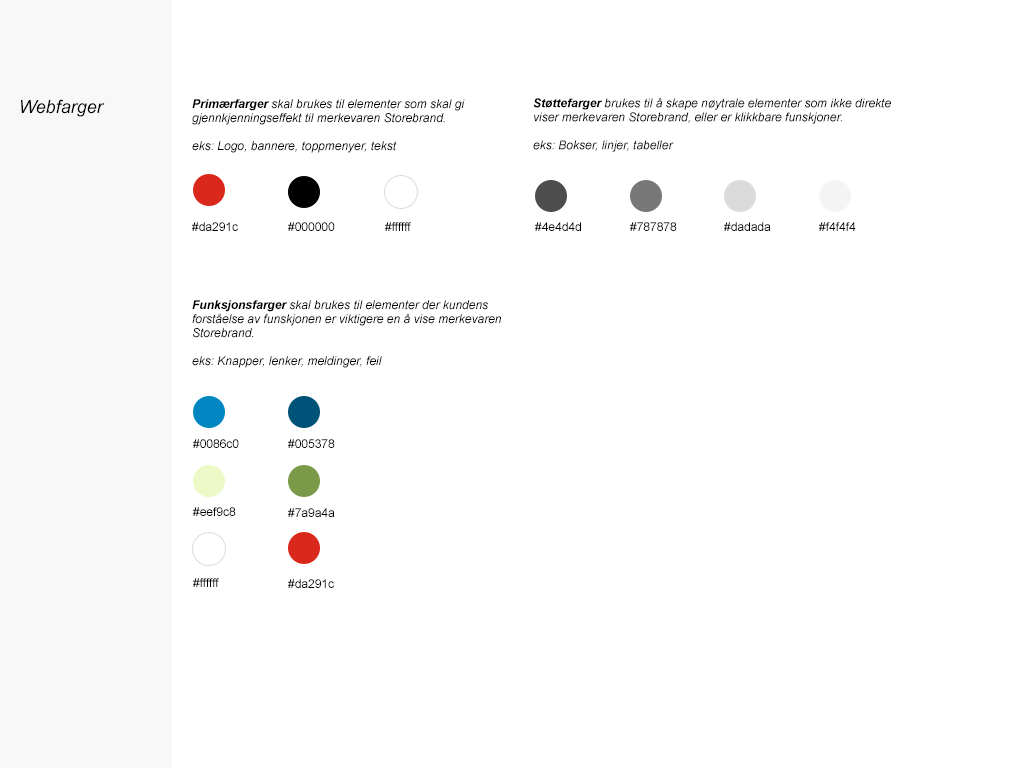 Webfarger
Primærfarger skal brukes til elementer som skal gi
gjennkjenningseffekt til merkevaren Storebrand.
eks: Logo, bannere, toppmenyer, tekst
#da291c
#000000
#ffffff
Støttefarger brukes til å skape nøytrale elementer som ikke direkte
viser merkevaren Storebrand, eller er klikkbare funskjoner.
eks: Bokser, linjer, tabeller
#4e4d4d
#787878
#dadada
#f4f4f4
Funksjonsfarger skal brukes til elementer der kundens
forståelse av funskjonen er viktigere en å vise merkevaren
Storebrand.
eks: Knapper, lenker, meldinger, feil
#0086c0
#005378
#eef9c8
#7a9a4a
#ffffff
#da291c